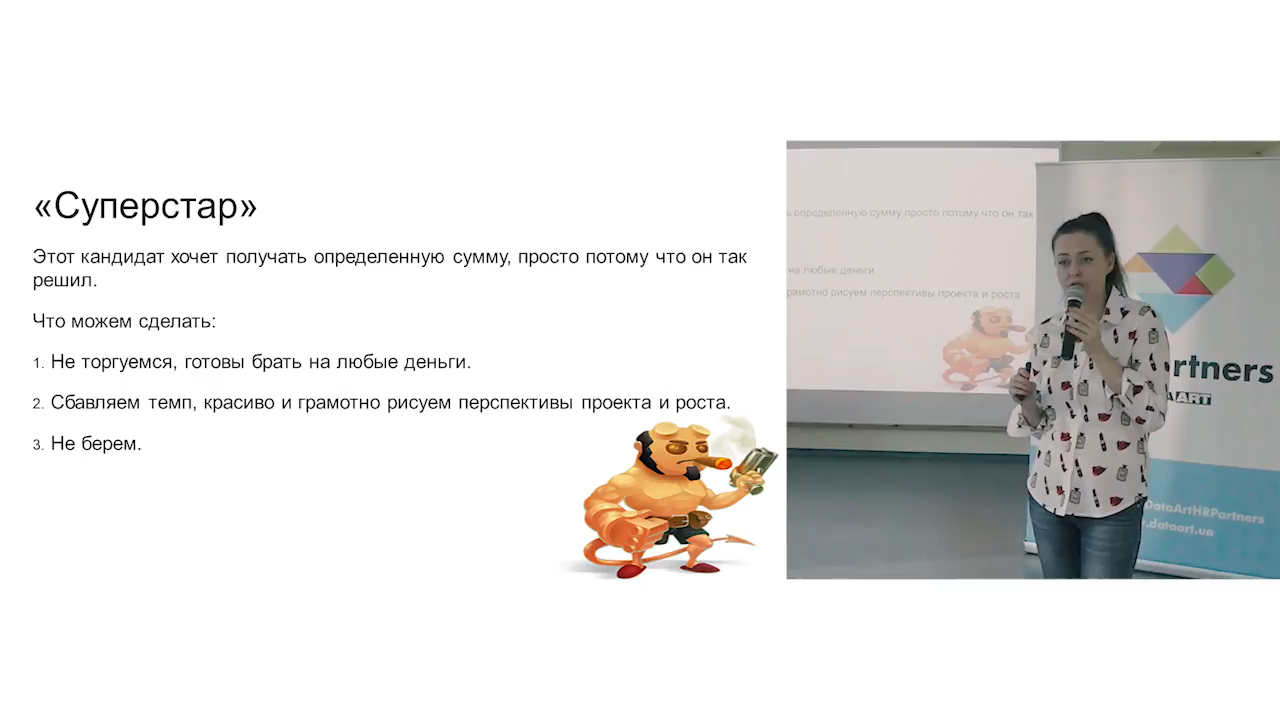 «Суперстар»
Этот кандидат хочет получать определенную сумму, просто потому что он так
решил.
Что можем сделать:
1. Не торгуемся, готовы брать на любые деньги.
2. Сбавляем темп, красиво и грамотно рисуем перспективы проекта и роста.
3. Не берем.
определенную сумму просто потому что он так
на любые деньги
рамотно рисуем перспективы проекта и роста
rtners
ART
DataArtHRPartners
.dataart.ua